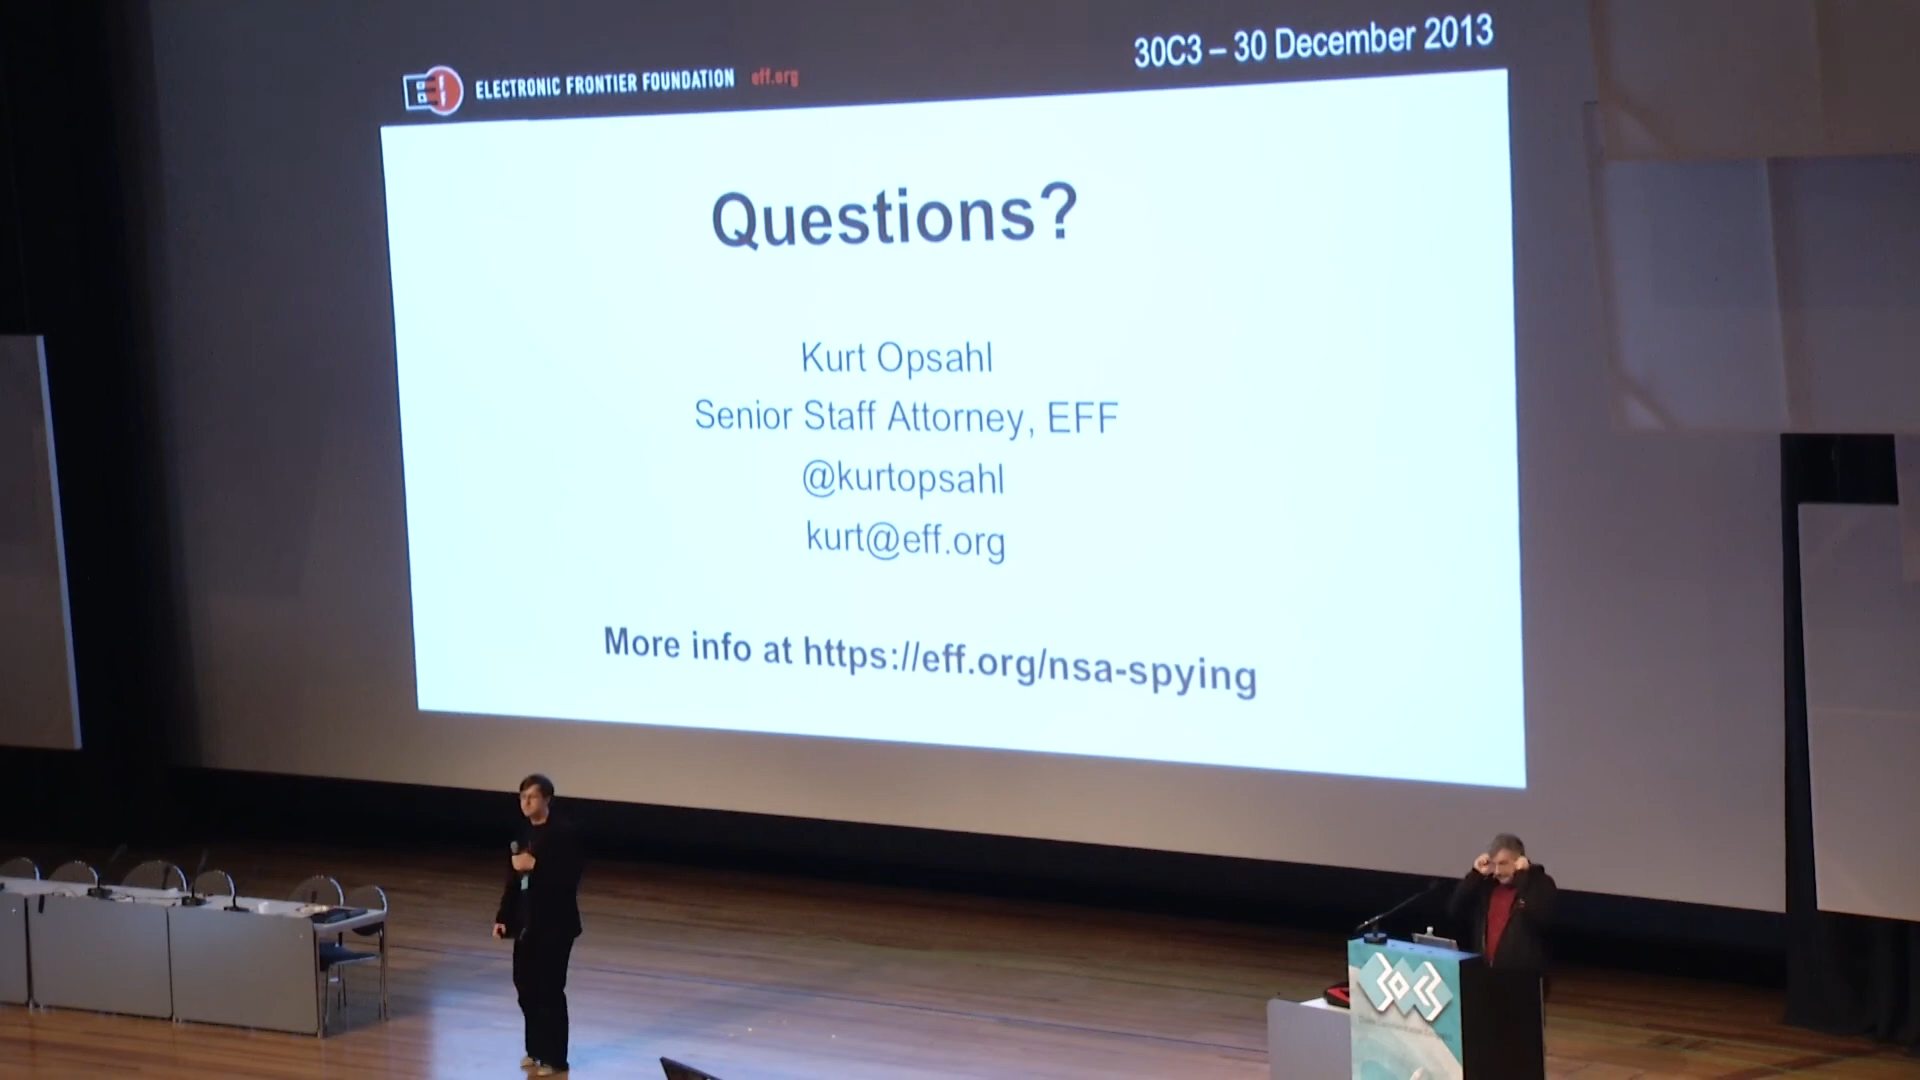 30C3 – 30 December 2013
ELECTRONIC FRONTIER FOUNDATION eff.org
Questions?
Kurt Opsahl
Senior Staff Attorney, EFF
@kurtopsahl
kurt@eff.org
More info at https://eff.org/nsa-spying
30C3